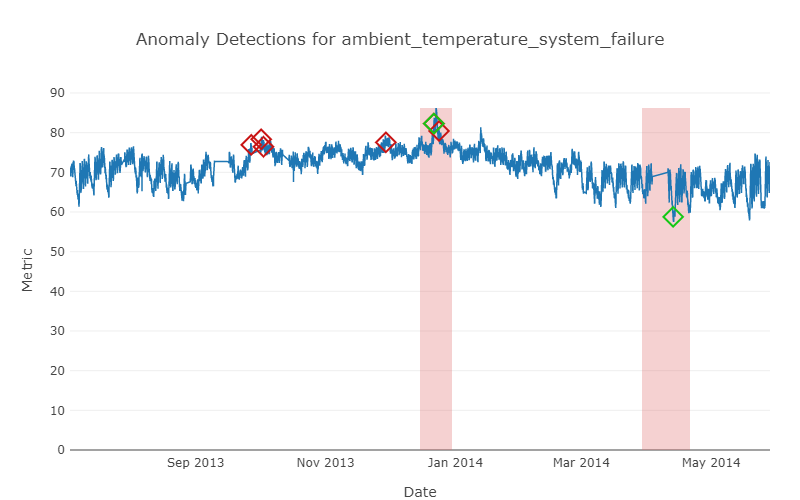 Anomaly Detections for ambient_temperature_system_failure
90
80
70
60
50
40
30
20
10
0
Metric
Sep 2013
Nov 2013
Jan 2014
Mar 2014
May 2014
Date